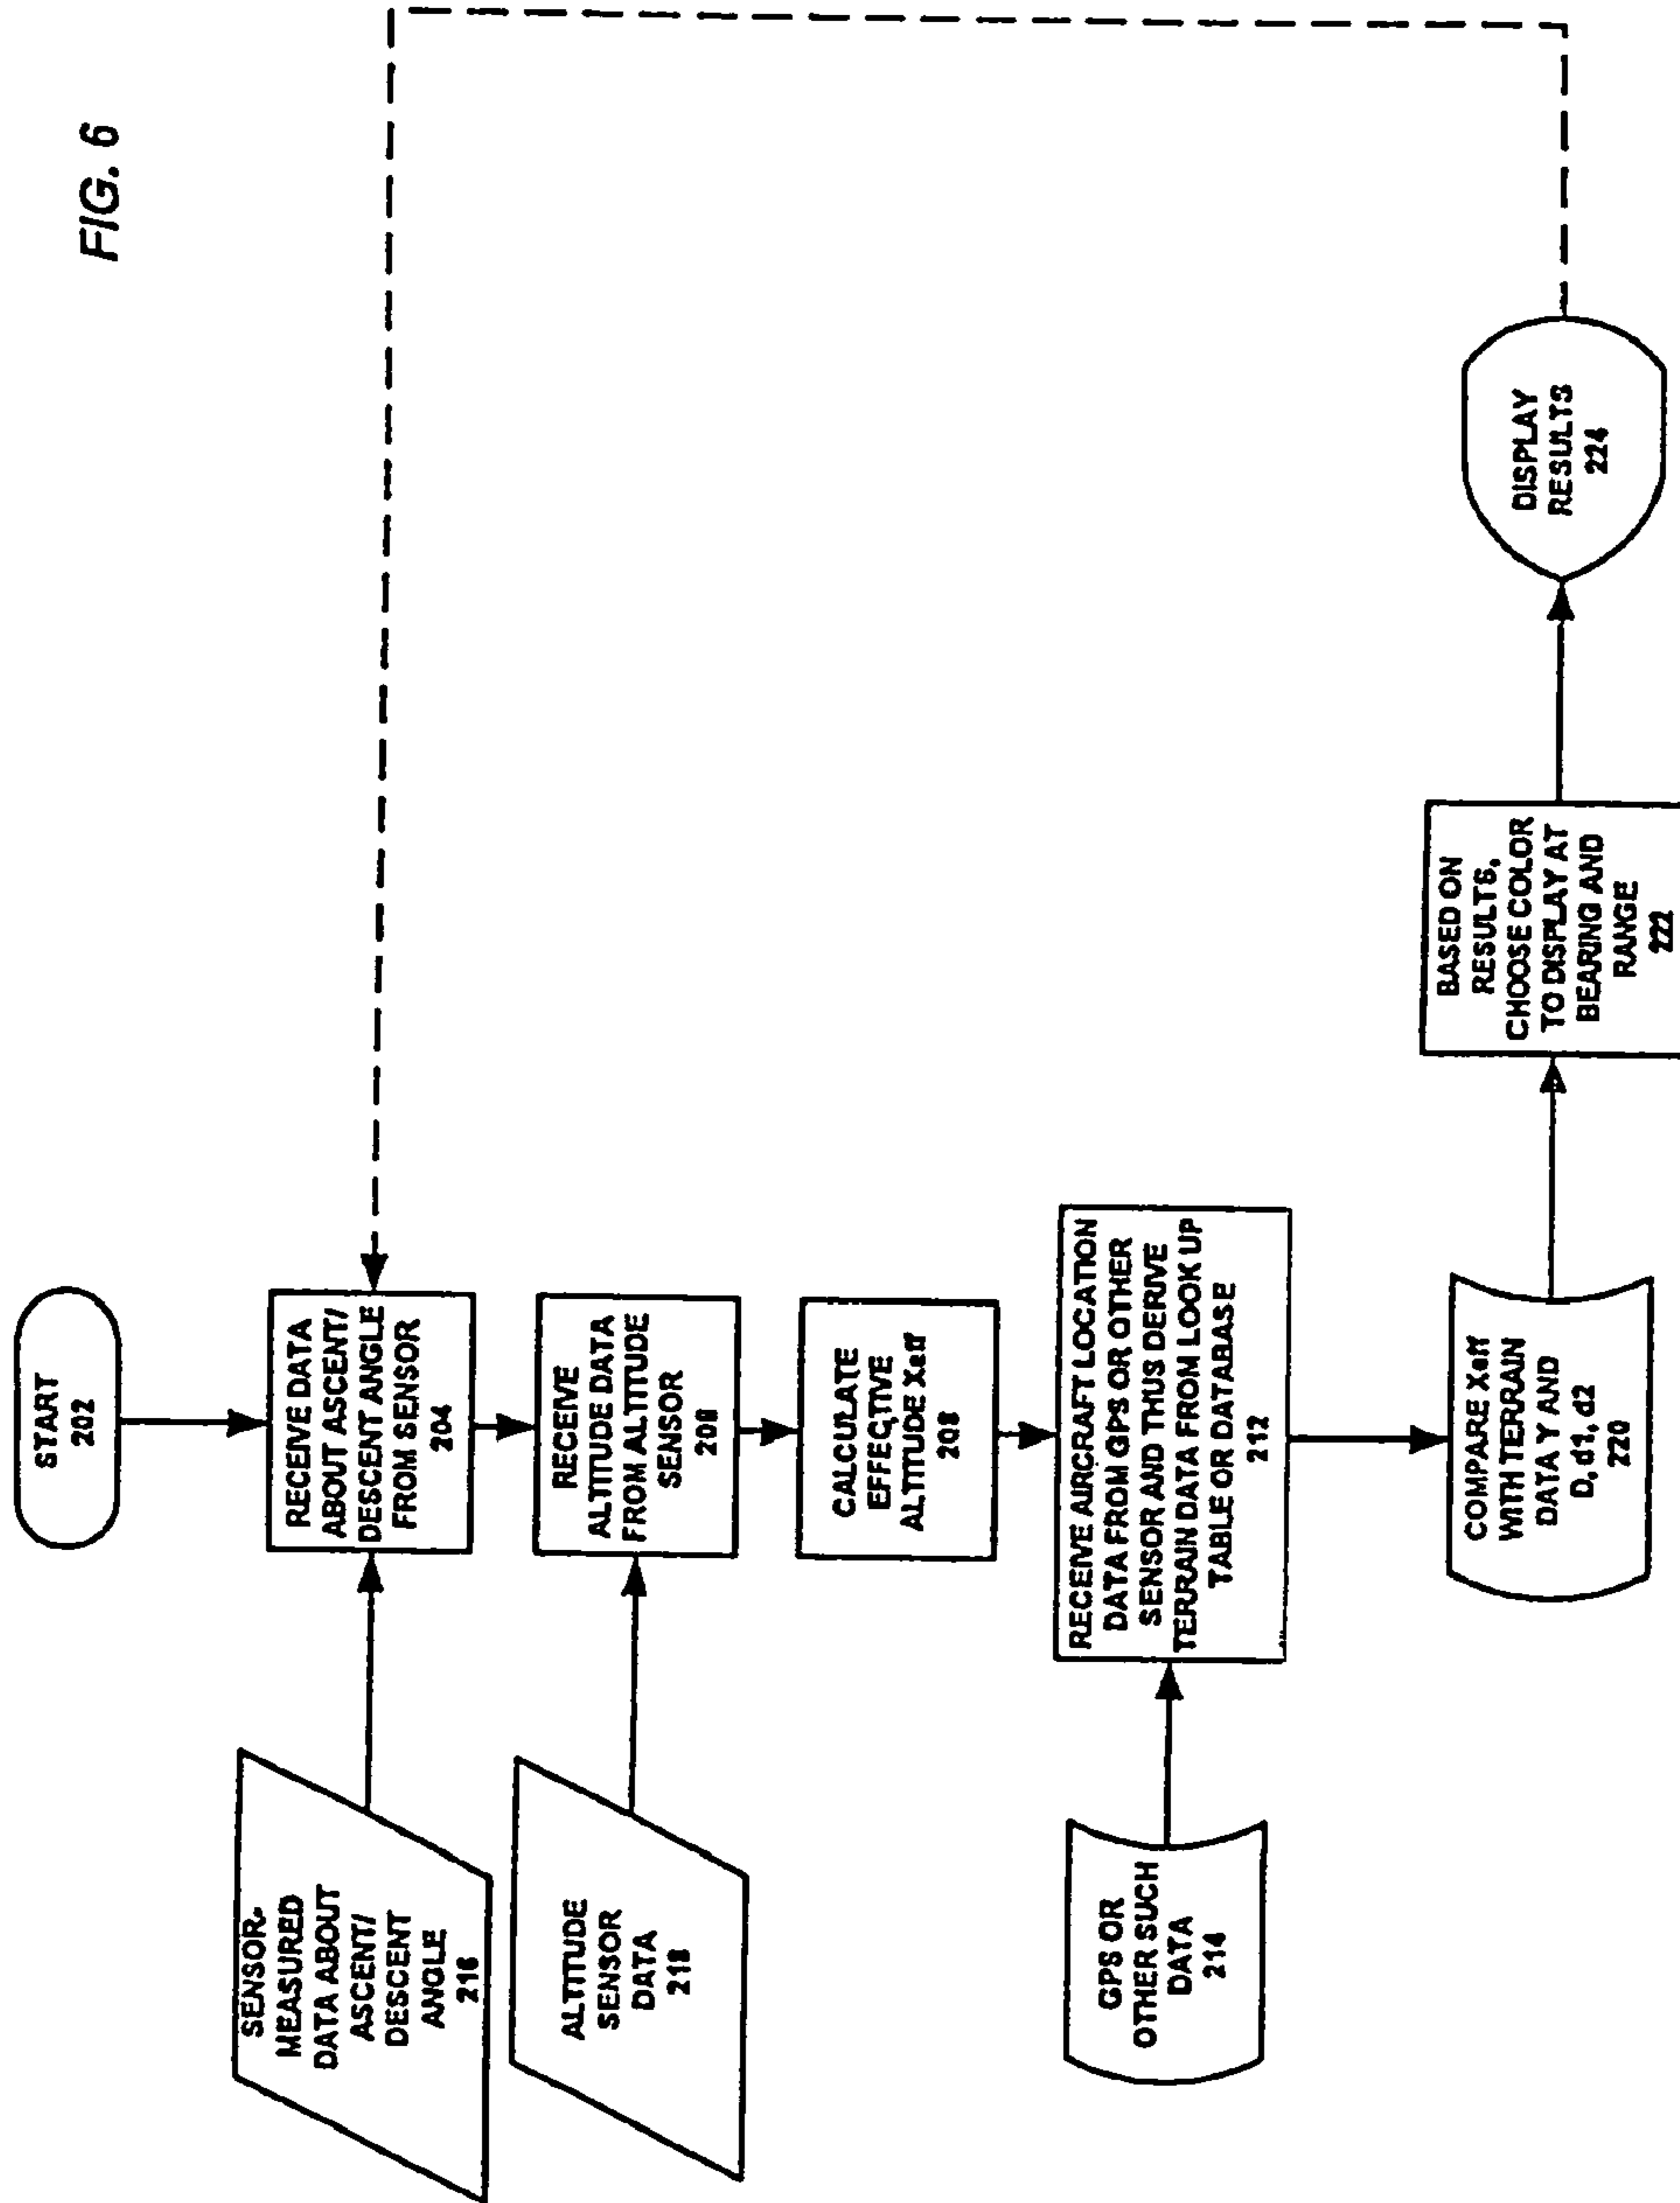 FIG. 6
START
202
RECEIVE DATA
ABOUT ASCENT/
DESCENT ANGLE
FROM SENSOR
204
SENSOR-
MEASURED
DATA ABOUT
ASCENT/
DESCENT
ANGLE
216
RECEIVE
ALTITUDE DATA
FROM ALTITUDE
SENSOR
ALTITUDE
SENSOR
DATA
218
CALCULATE
EFFECTIVE
ALTITUDE Xeff
208
RECEIVE AIRCRAFT LOCATION
DATA FROM GPS OR OTHER
SENSOR AND THUS DERIVE
TERRAIN DATA FROM LOOK UP
TABLE OR DATABASE
212
GPS OR
OTHER SUCH
DATA
214
COMPARE Xeff
WITH TERRAIN
DATA Y AND
D, d1, d2
220
BASED ON
RESULTS,
CHOOSE COLOR
TO DISPLAY AT
BEARING AND
RANGE
222
DISPLAY
RESULTS
224